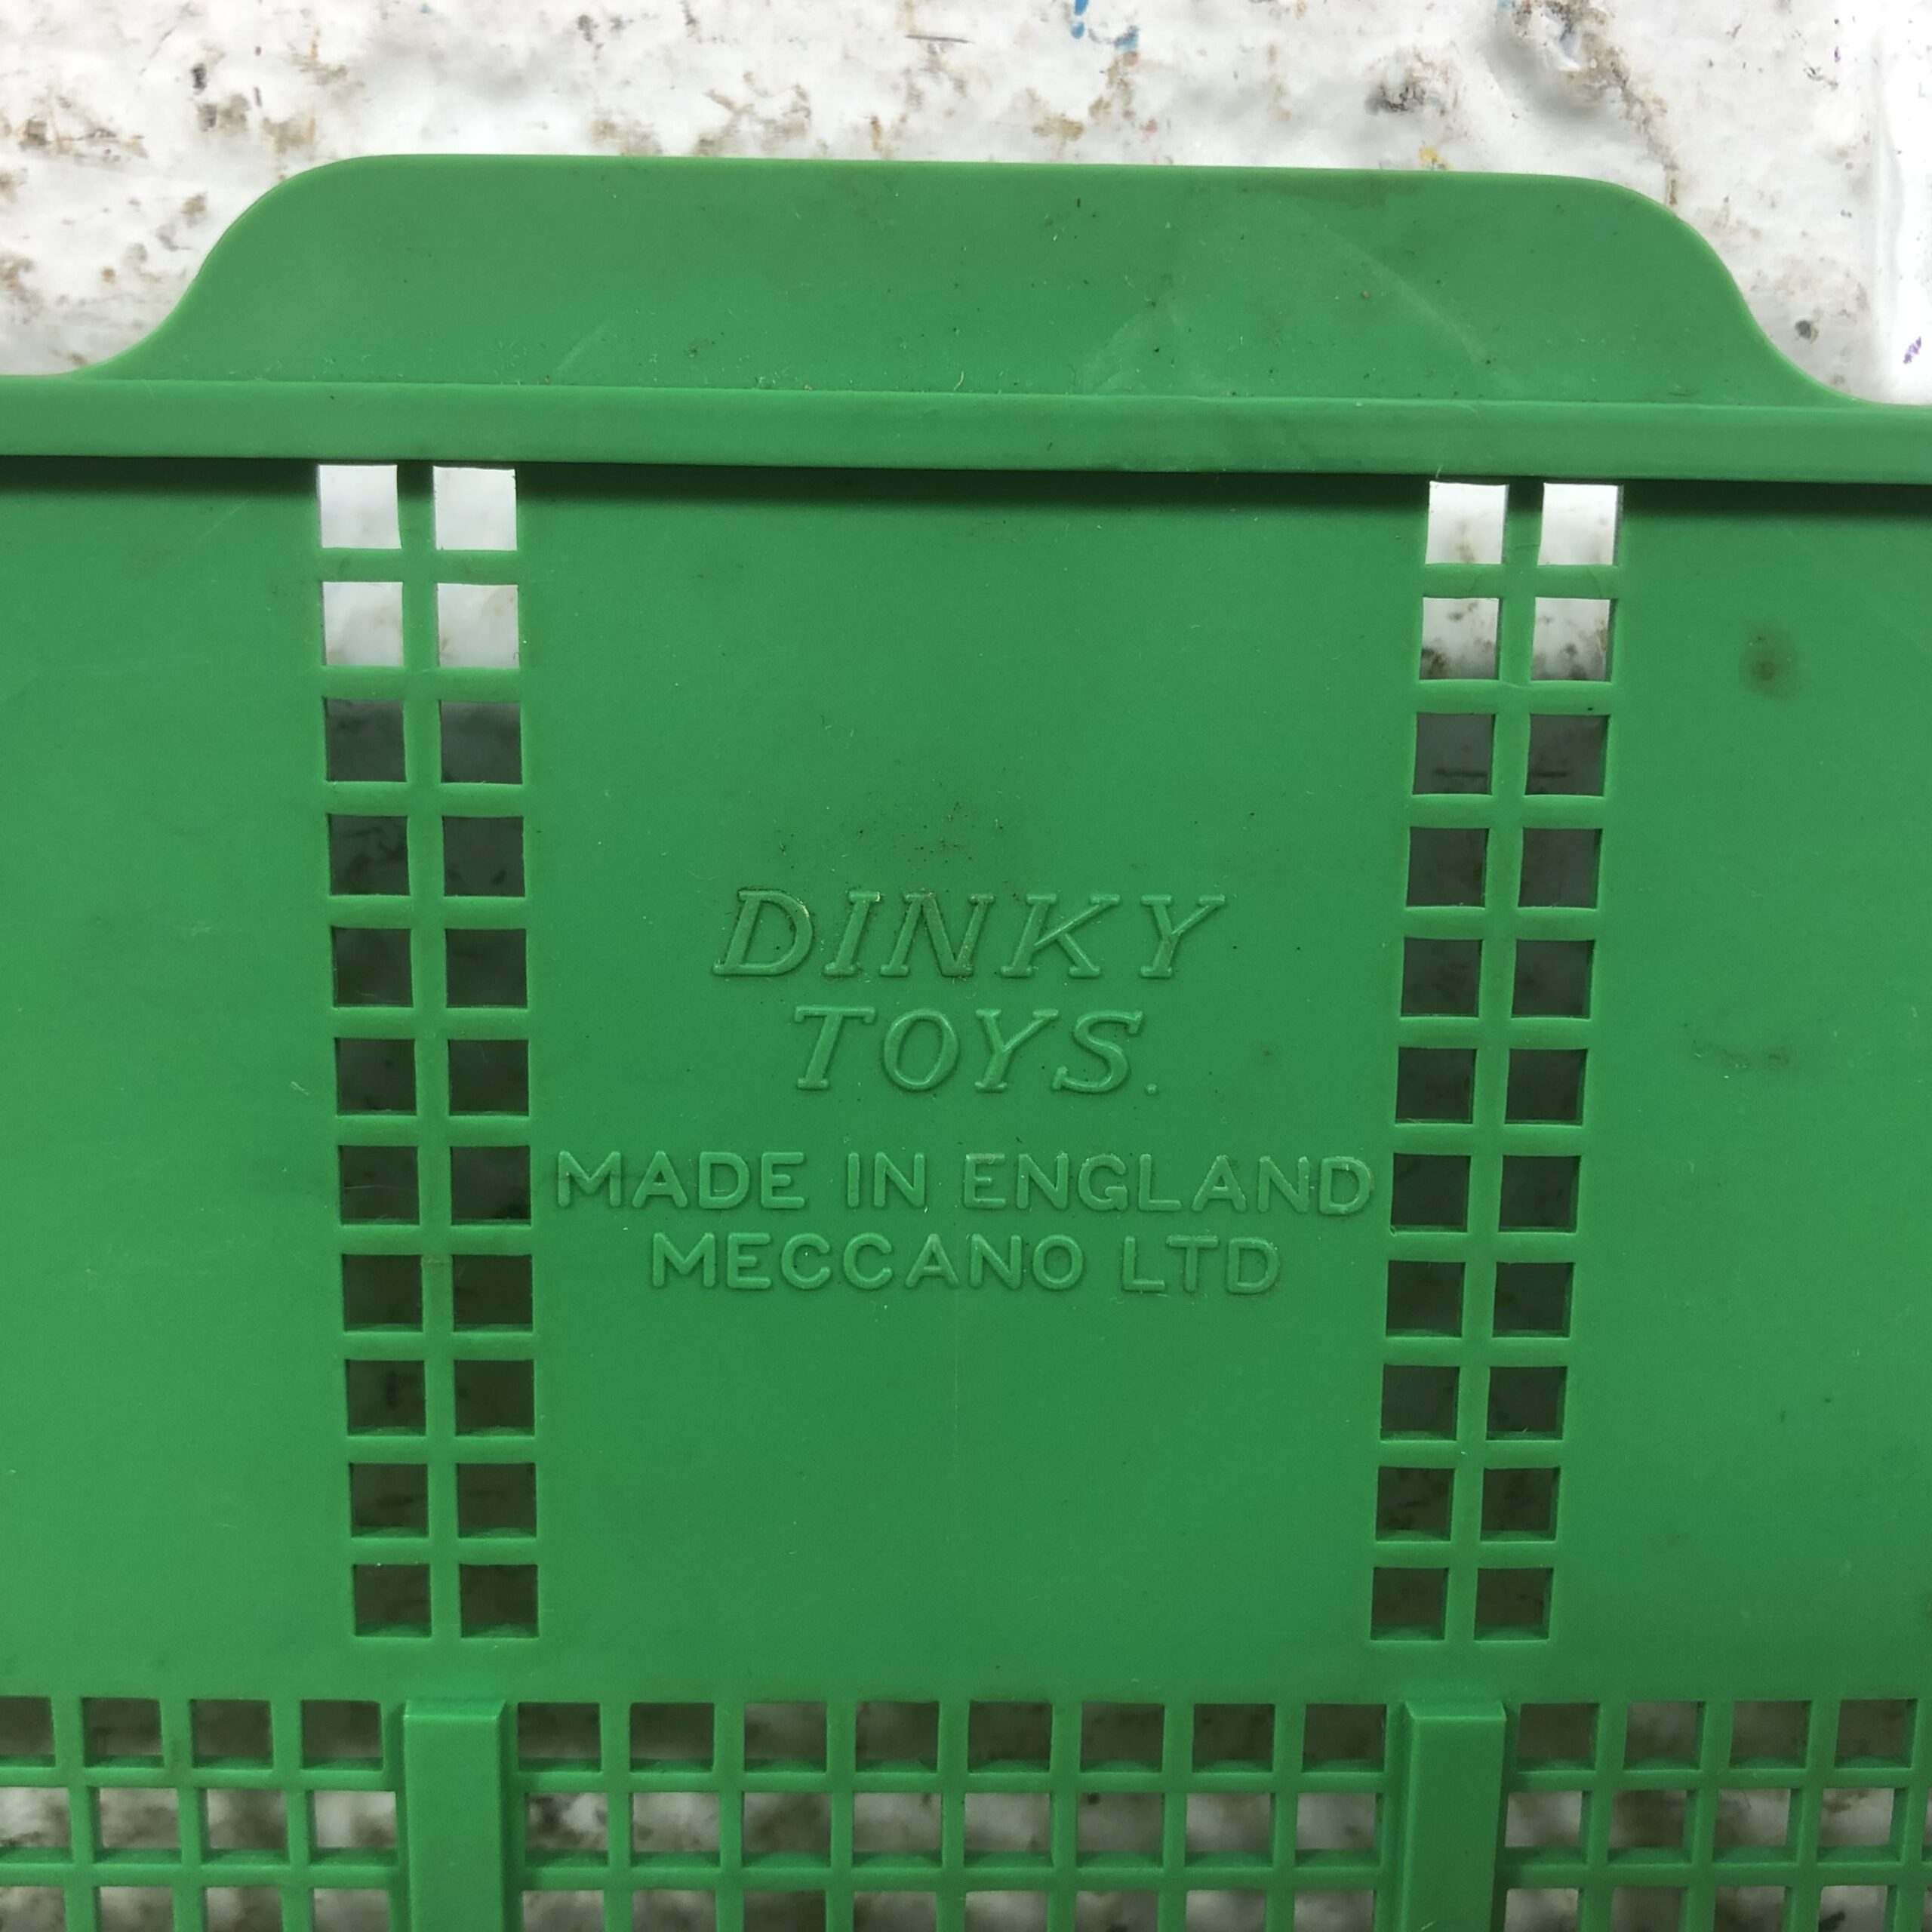 DINKY
TOYS.
MADE IN ENGLAND
MECCANO LTD